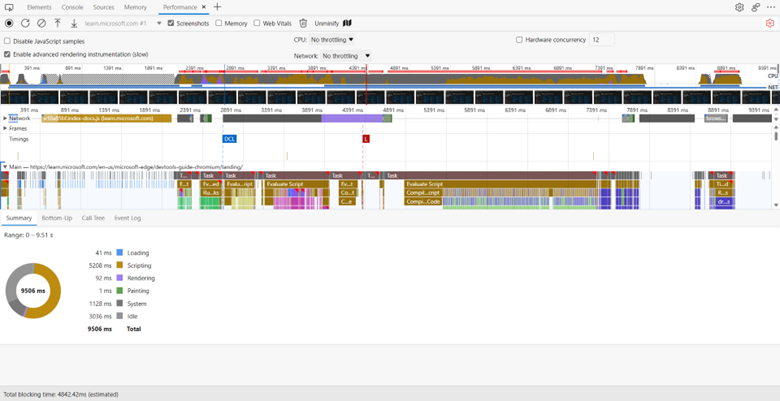 Elements Console Sources Memory Performance
learn.microsoft.com #1 Screenshots Memory Web Vitals Unminify
Disable JavaScript samples CPU: No throttling Hardware concurrency 12
Enable advanced rendering instrumentation (slow) Network: No throttling
391 ms 891 ms 1391 ms 1891 ms 2391 ms 2891 ms 3391 ms 3891 ms 4391 ms 4891 ms 5391 ms 5891 ms 6391 ms 6891 ms 7391 ms 7891 ms 8391 ms 8891 ms 9391 ms
CPU
NET
391 ms 891 ms 1391 ms 1891 ms 2391 ms 2891 ms 3391 ms 3891 ms 4391 ms 4891 ms 5391 ms 5891 ms 6391 ms 6891 ms 7391 ms 7891 ms 8391 ms 8891 ms 9391 ms
Network index-docs.js (learn.microsoft.com) brows...
Frames
Timings DCL L
Main — https://learn.microsoft.com/en-us/microsoft-edge/devtools-guide-chromium/landing/
T... Task Task Task Task T... Task Task
E...t Ev...ed Eva...ript Evaluate Script Ev...t Evaluate Script Ti...d
Ru...ks Co...t Compil...cript R...s
C...e Compi...Code dr...s
Summary Bottom-Up Call Tree Event Log
Range: 0 – 9.51 s
41 ms Loading
5208 ms Scripting
92 ms Rendering
1 ms Painting
1128 ms System
3036 ms Idle
9506 ms Total
9506 ms
Total blocking time: 4842.42ms (estimated)